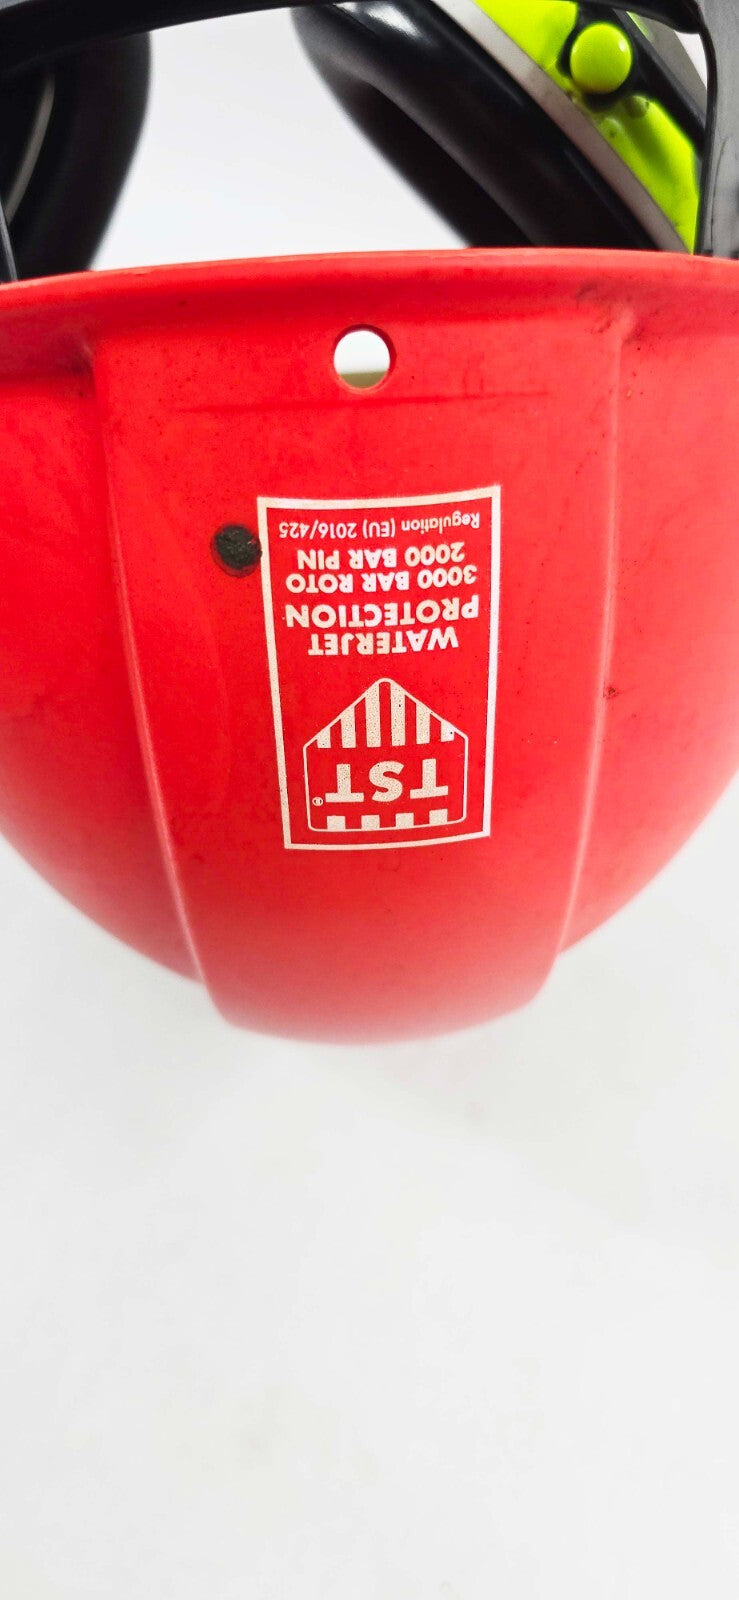 TST®
WATERJET
PROTECTION
3000 BAR ROTO
2000 BAR PIN
Regulation (EU) 2016/425